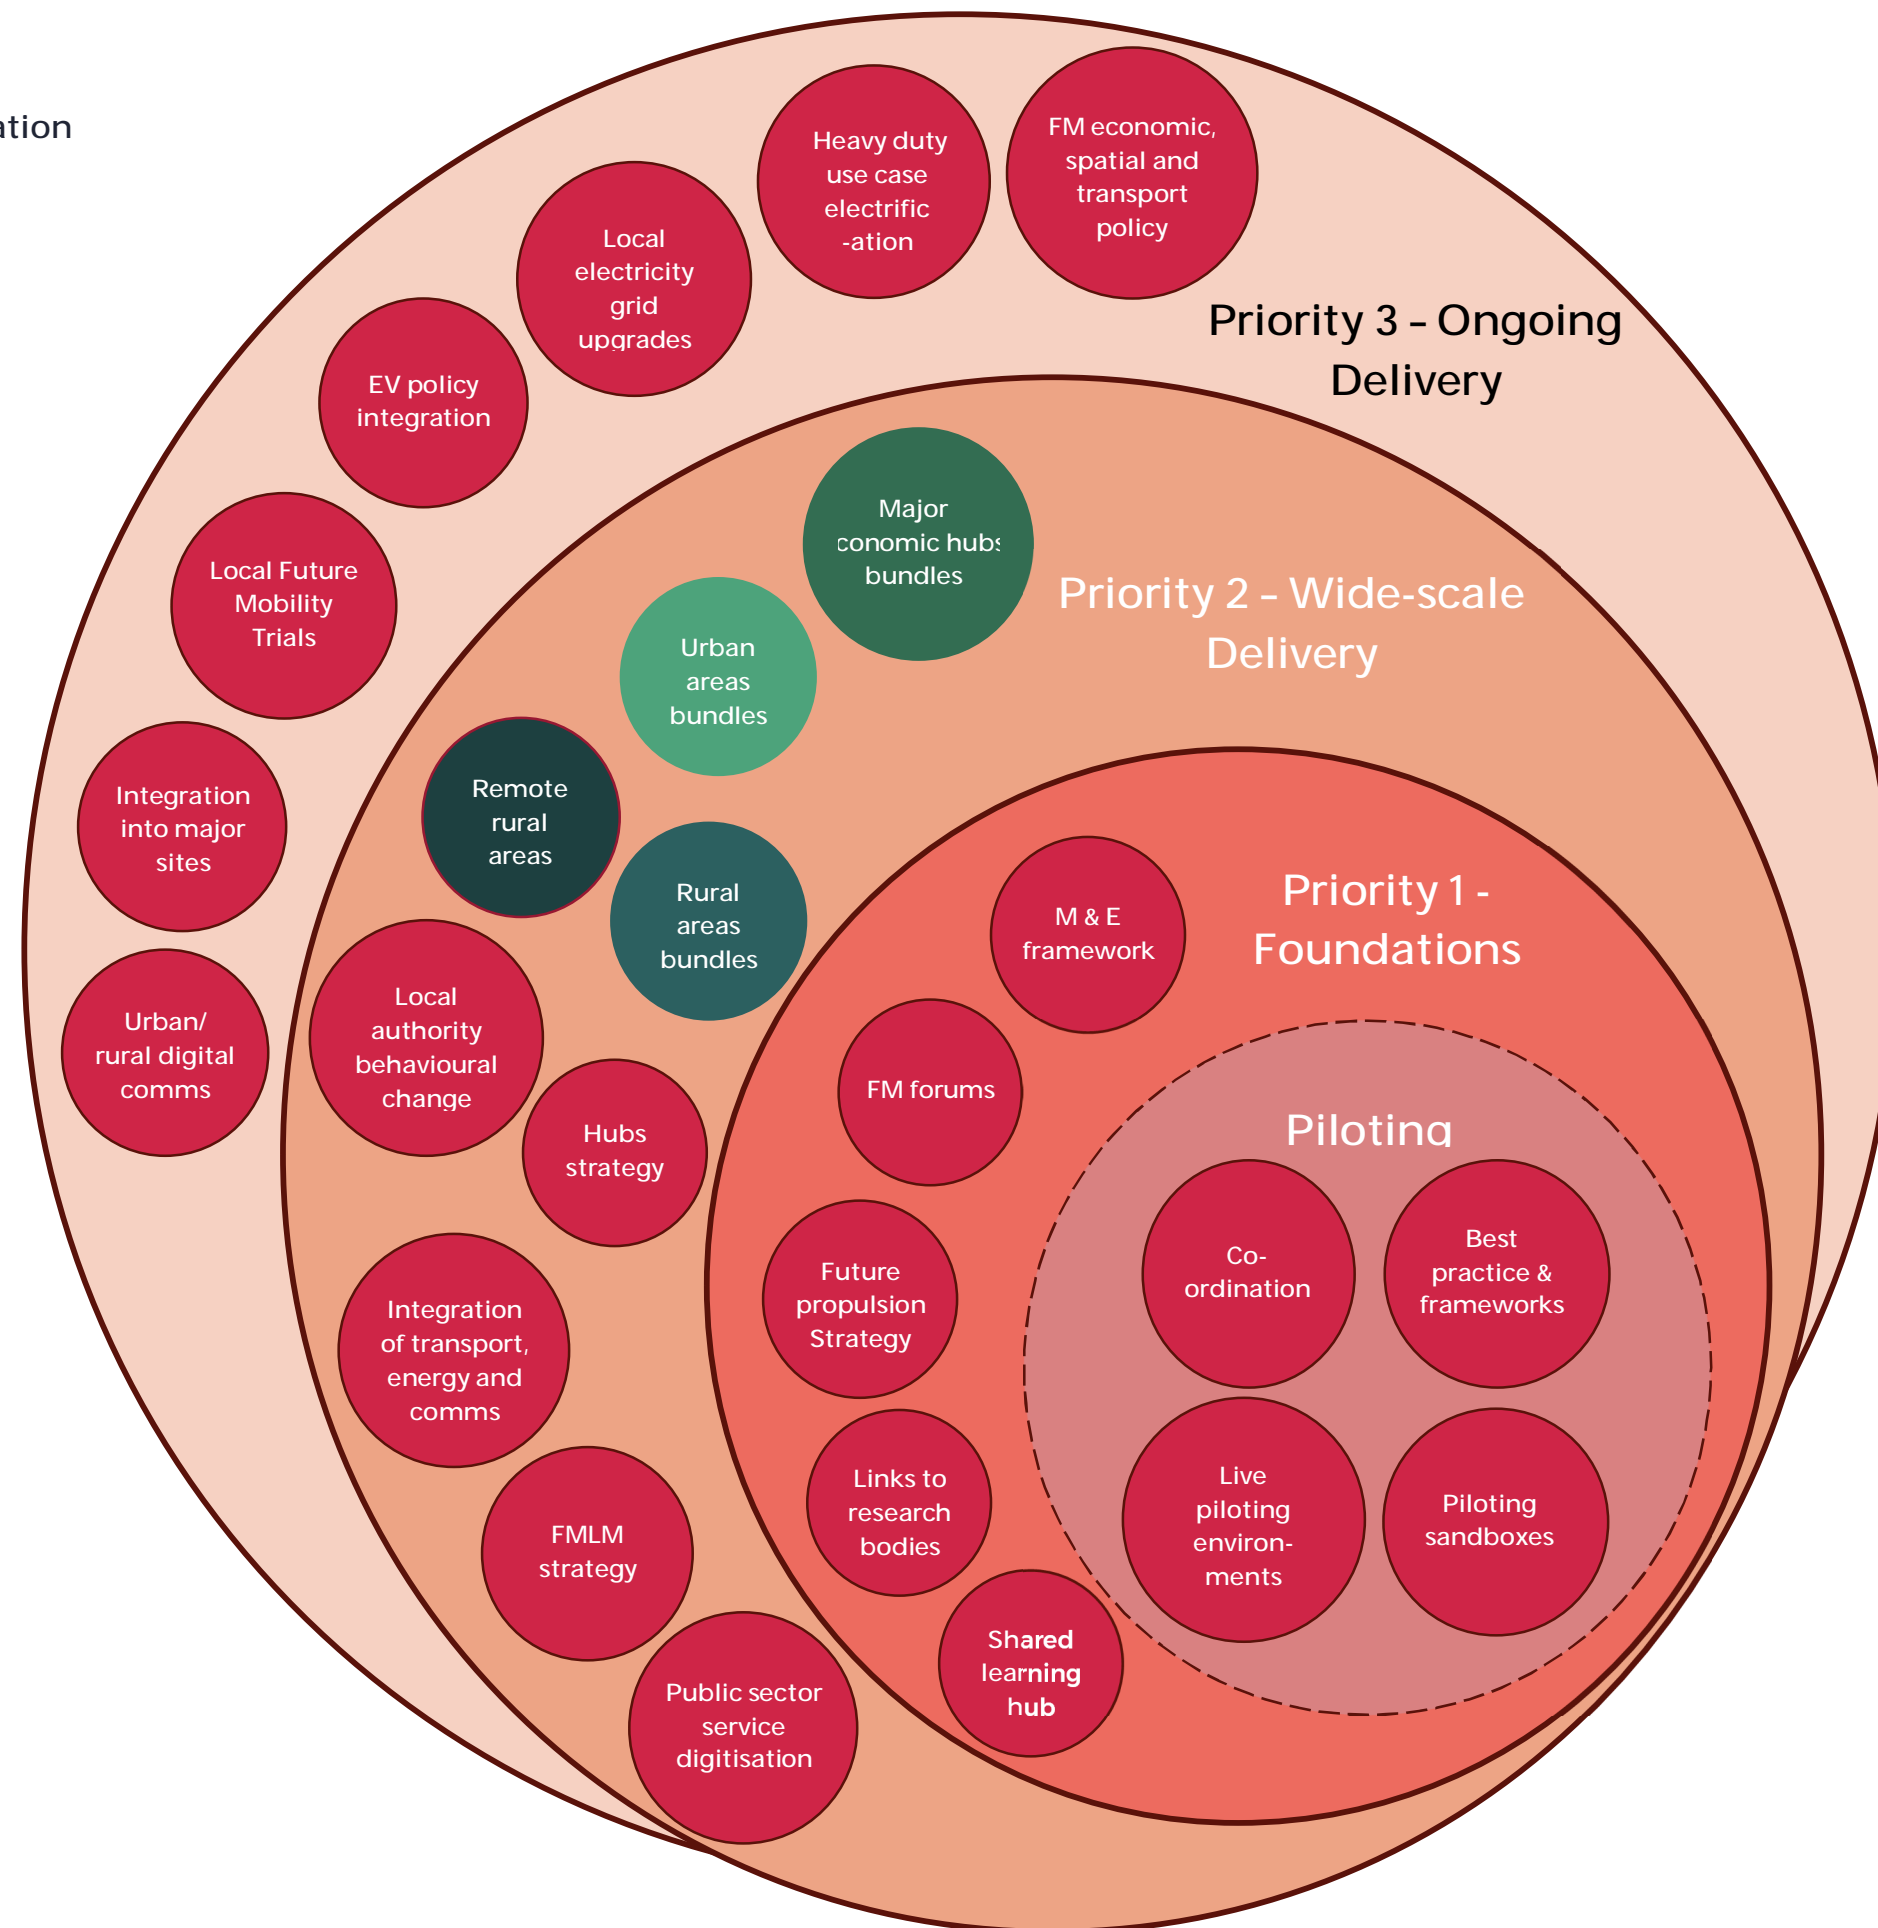 ation
Heavy duty
use case
electrific
-ation
FM economic,
spatial and
transport
policy
Local
electricity
grid
upgrades
Priority 3 – Ongoing
Delivery
EV policy
integration
Local Future
Mobility
Trials
Integration
into major
sites
Urban/
rural digital
comms
Major
conomic hubs
bundles
Priority 2 – Wide-scale
Delivery
Urban
areas
bundles
Remote
rural
areas
Rural
areas
bundles
Local
authority
behavioural
change
Hubs
strategy
Integration
of transport,
energy and
comms
FMLM
strategy
Public sector
service
digitisation
Priority 1 -
Foundations
M & E
framework
FM forums
Future
propulsion
Strategy
Links to
research
bodies
Shared
learning
hub
Piloting
Co-
ordination
Best
practice &
frameworks
Live
piloting
environ-
ments
Piloting
sandboxes